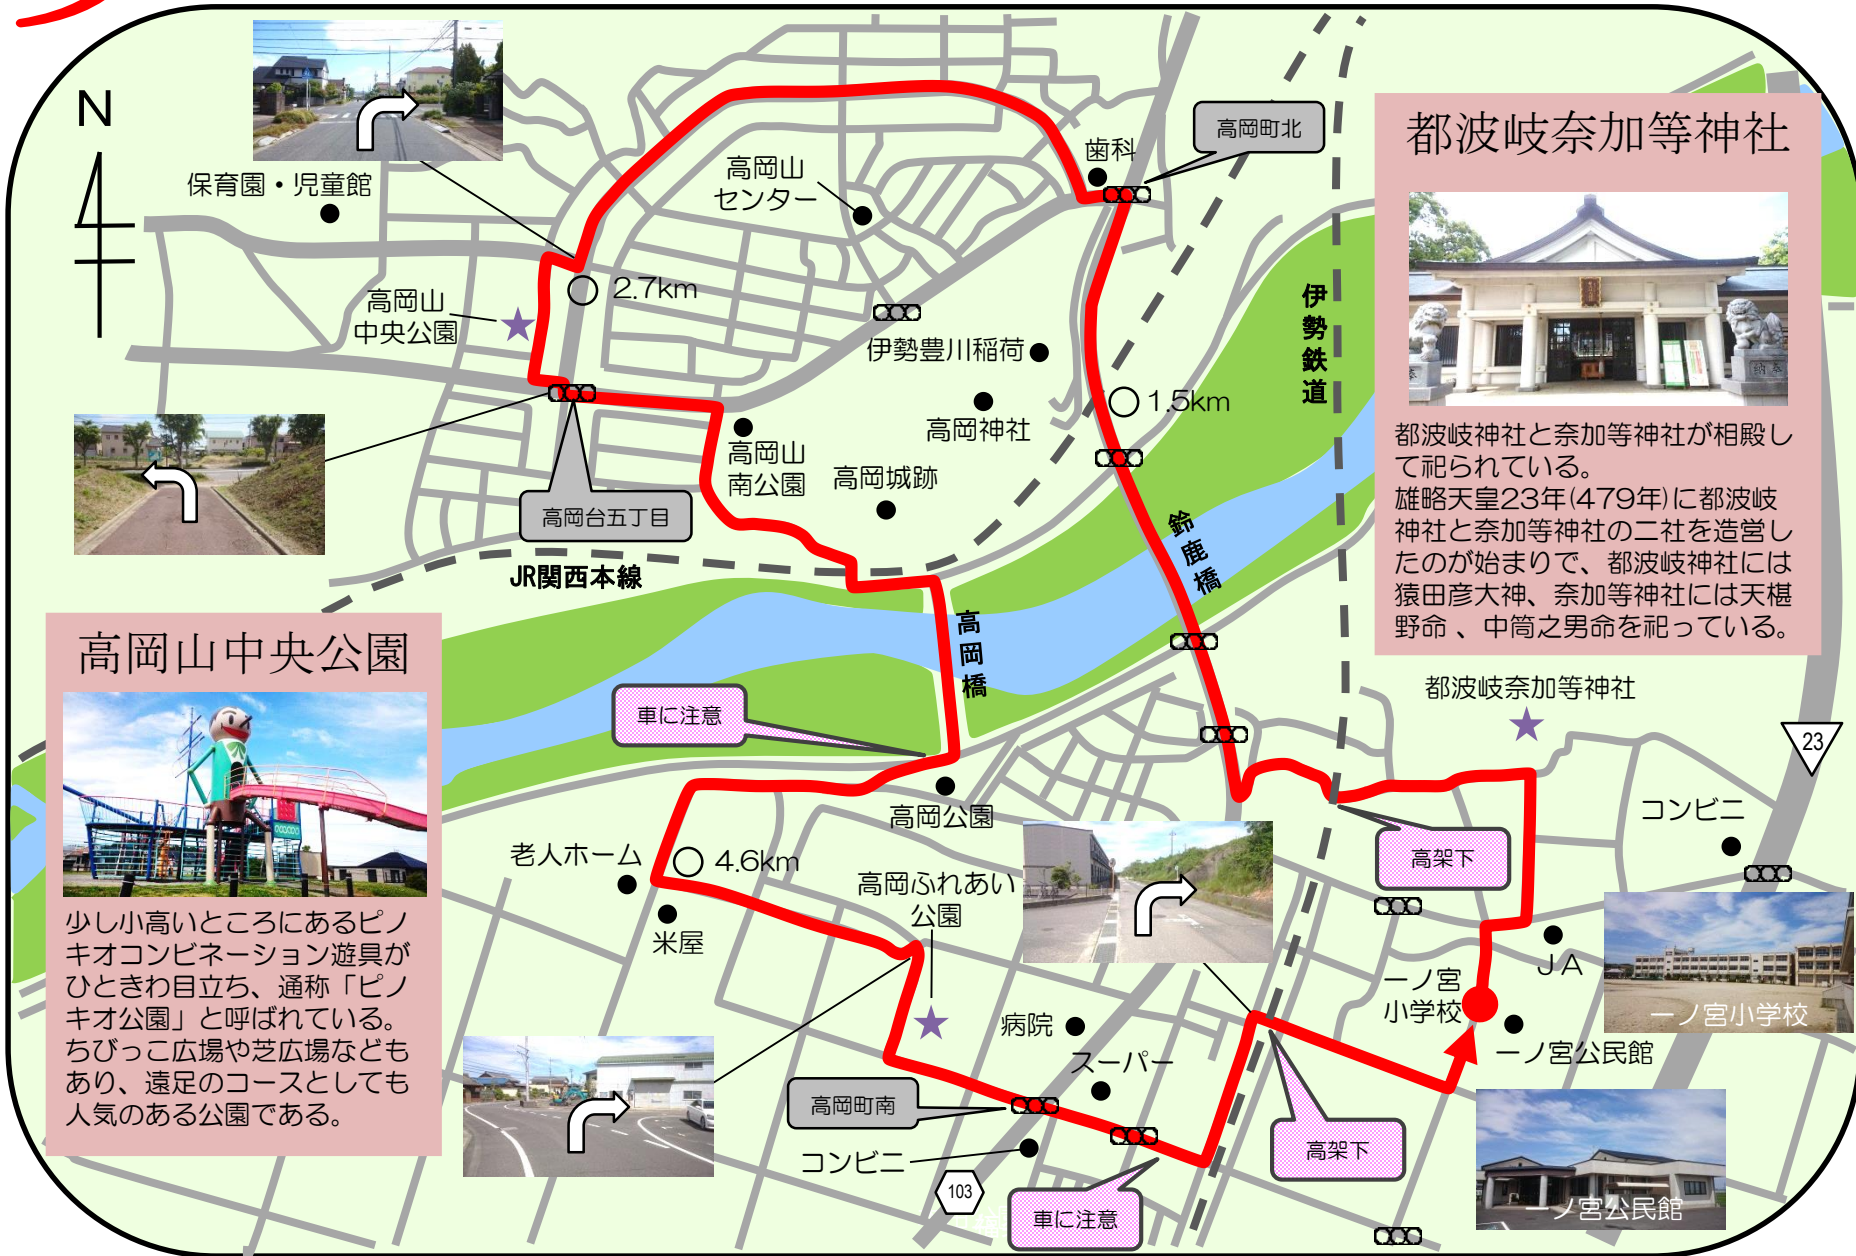 N
保育園・児童館
高岡山
センター
歯科
高岡町北
高岡山
中央公園
2.7km
伊勢豊川稲荷
高岡神社
1.5km
伊勢鉄道
高岡山
南公園
高岡城跡
高岡台五丁目
JR関西本線
鈴鹿橋
高岡橋
都波岐奈加等神社
都波岐神社と奈加等神社が相殿し
て祀られている。
雄略天皇23年(479年)に都波岐
神社と奈加等神社の二社を造営し
たのが始まりで、都波岐神社には
猿田彦大神、奈加等神社には天椹
野命 、中筒之男命を祀っている。
高岡山中央公園
少し小高いところにあるピノ
キオコンビネーション遊具が
ひときわ目立ち、通称「ピノ
キオ公園」と呼ばれている。
ちびっこ広場や芝広場なども
あり、遠足のコースとしても
人気のある公園である。
車に注意
都波岐奈加等神社
23
コンビニ
高岡公園
高架下
老人ホーム
4.6km
米屋
高岡ふれあい
公園
JA
一ノ宮
小学校
一ノ宮小学校
病院
一ノ宮公民館
スーパー
高岡町南
コンビニ
高架下
103
車に注意
一ノ宮公民館